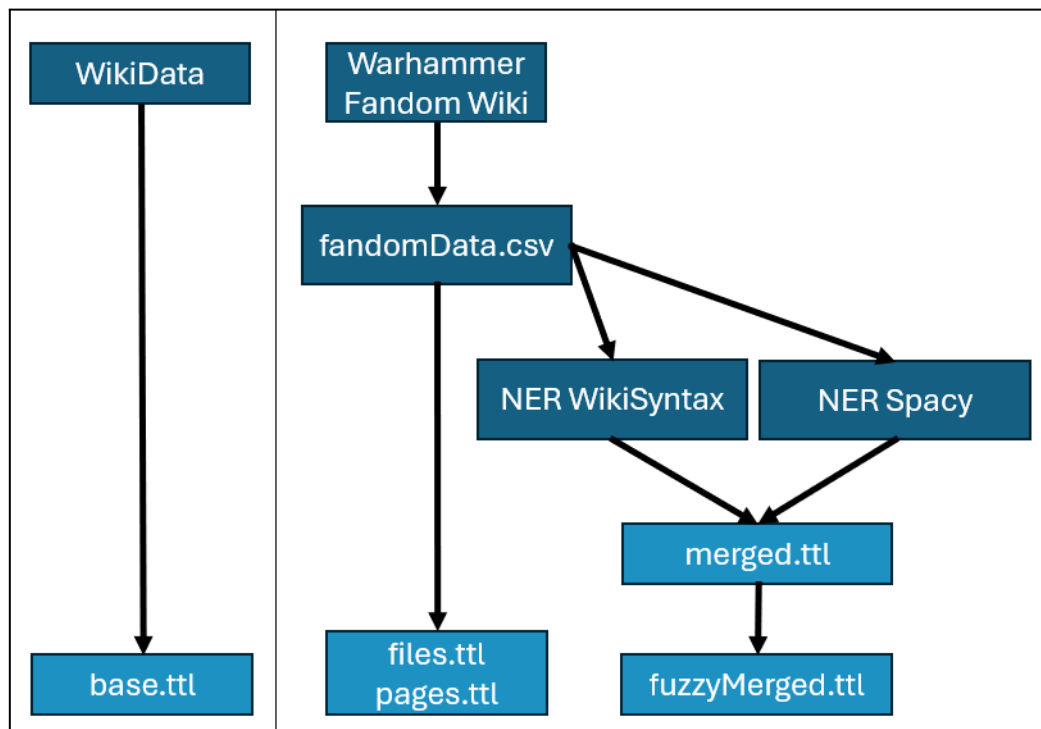 WikiData
Warhammer
Fandom Wiki
fandomData.csv
NER WikiSyntax
NER Spacy
merged.ttl
base.ttl
files.ttl
pages.ttl
fuzzyMerged.ttl